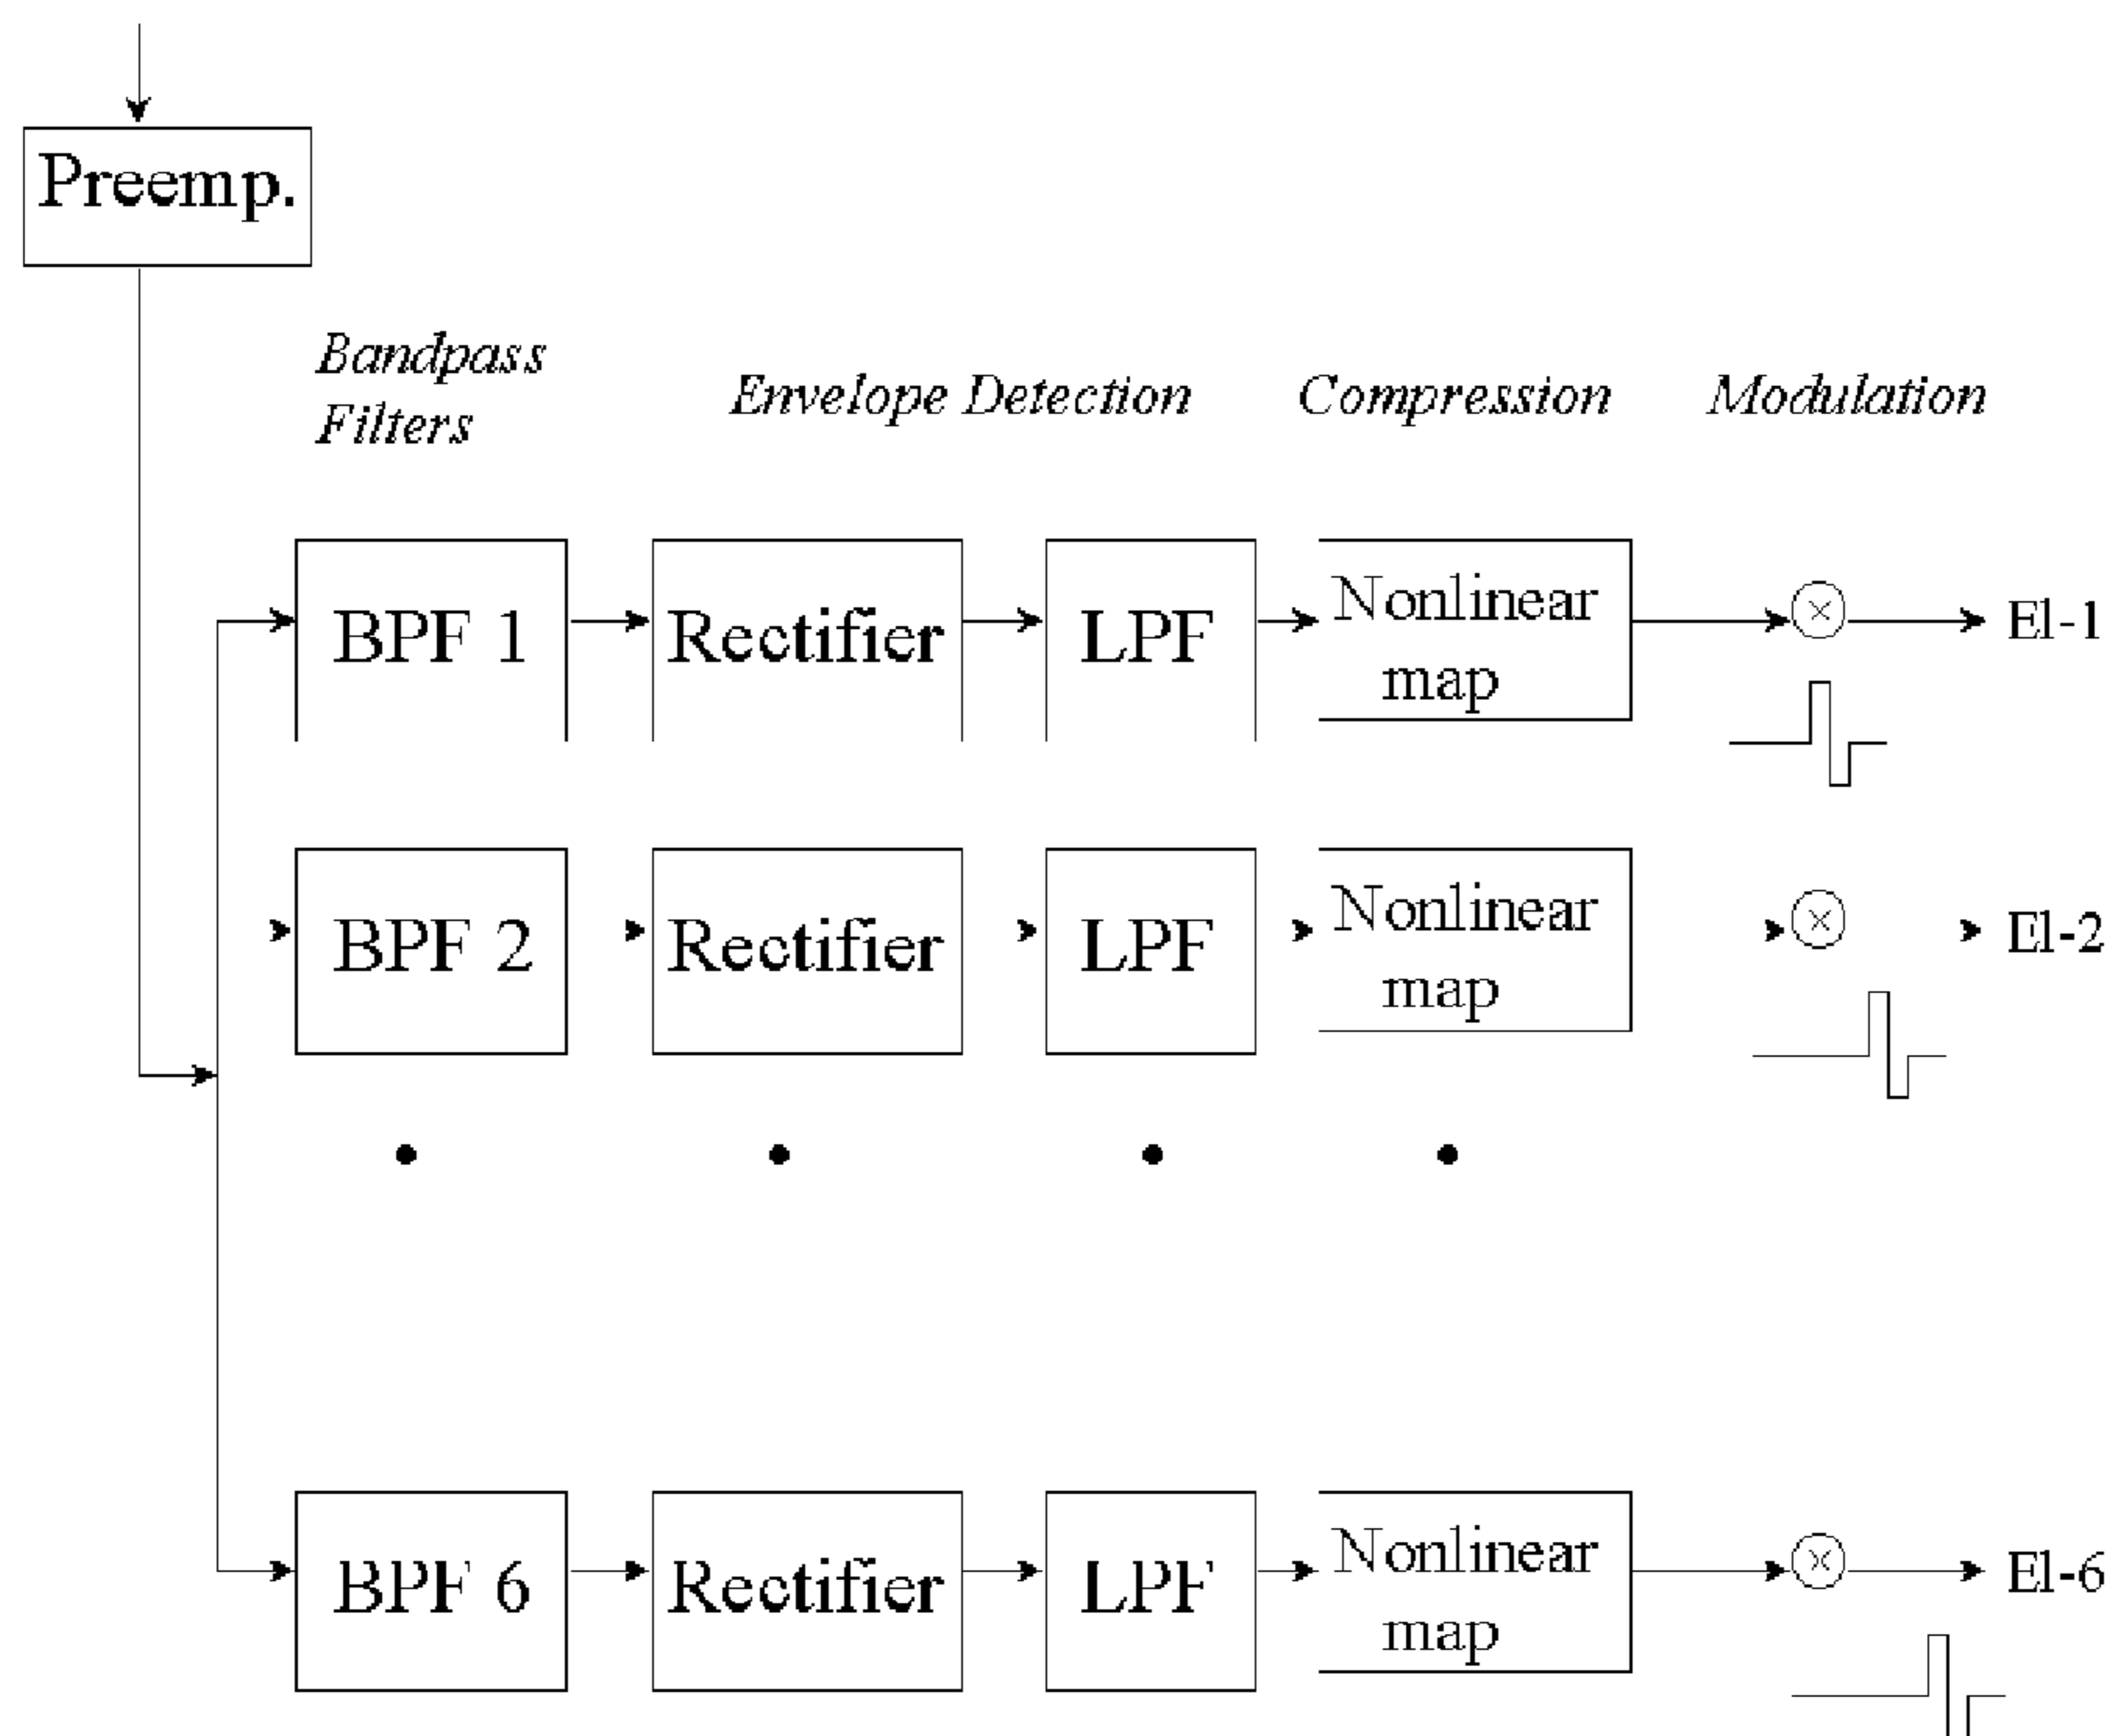 Preemp.
Bandpass
Filters
Envelope Detection
Compression
Modulation
BPF 1
Rectifier
LPF
Nonlinear
map
El-1
BPF 2
Rectifier
LPF
Nonlinear
map
El-2
BPF 6
Rectifier
LPF
Nonlinear
map
El-6